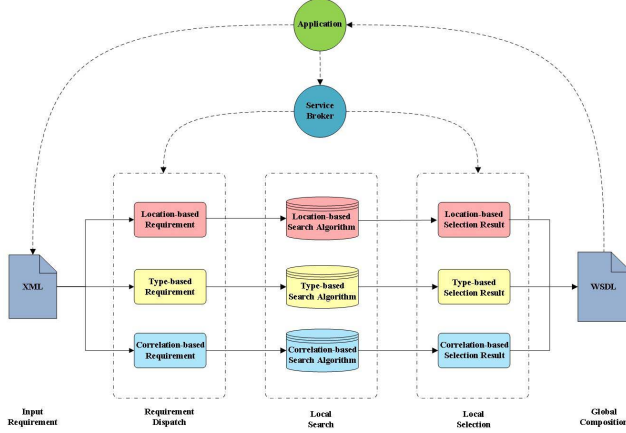 Application
Service
Broker
Location-based
Requirement
Location-based
Search Algorithm
Location-based
Selection Result
XML
Type-based
Requirement
Type-based
Search Algorithm
Type-based
Selection Result
WSDL
Correlation-based
Requirement
Correlation-based
Search Algorithm
Correlation-based
Selection Result
Input
Requirement
Requirement
Dispatch
Local
Search
Local
Selection
Global
Composition